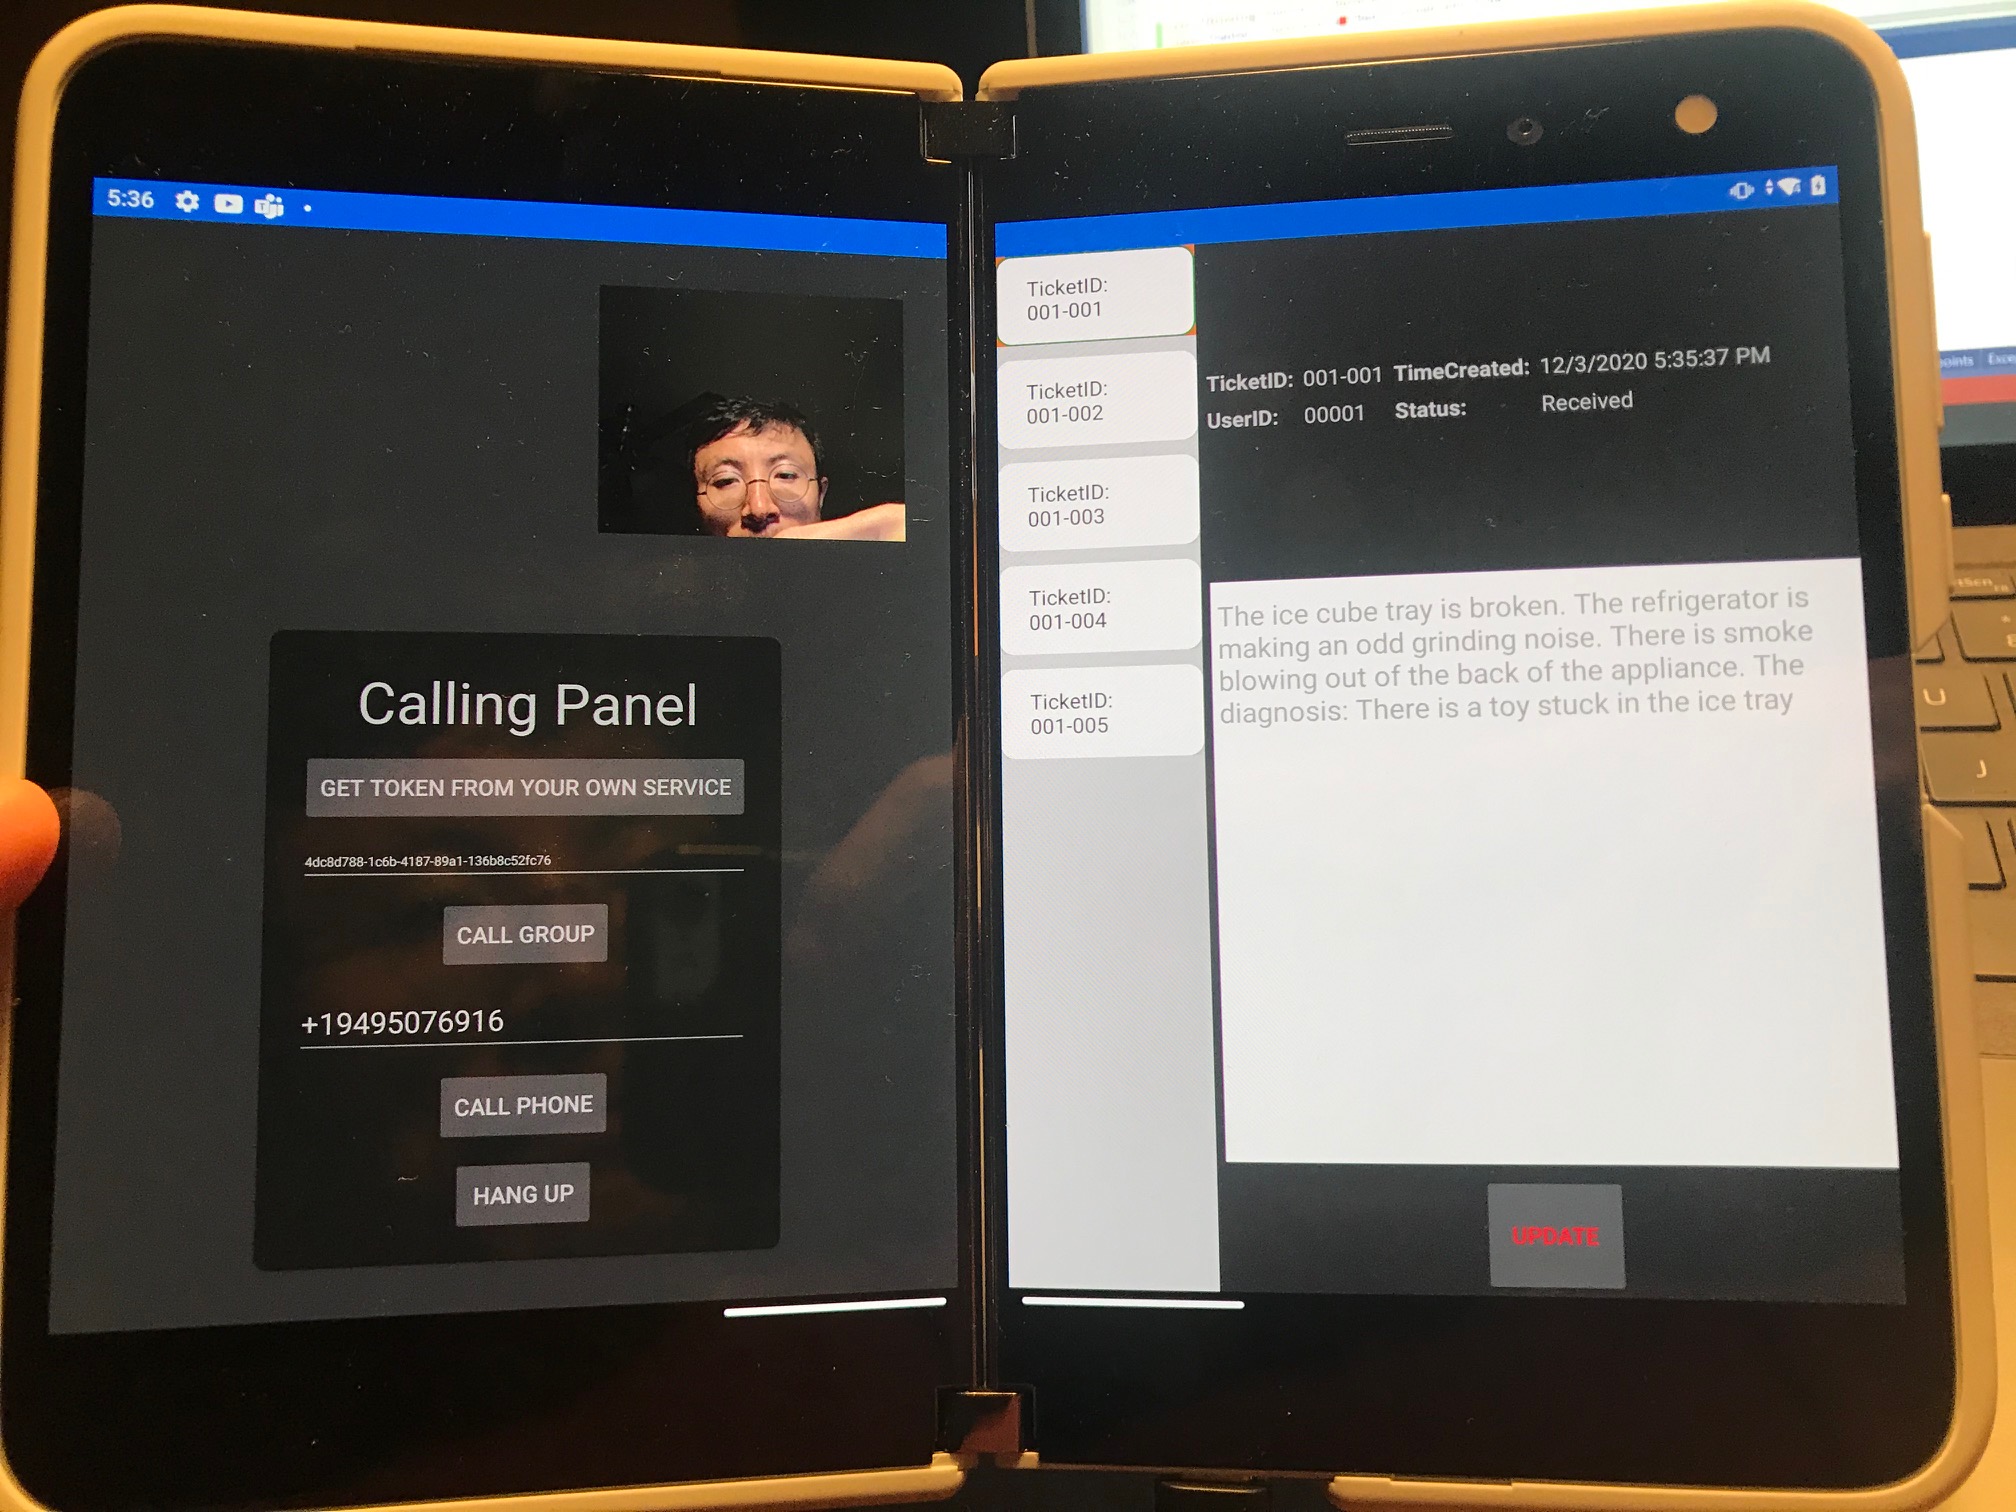 5:36
Calling Panel
GET TOKEN FROM YOUR OWN SERVICE
4dc8d788-1c6b-4187-89a1-136b8c52fc76
CALL GROUP
+19495076916
CALL PHONE
HANG UP
TicketID:
001-001
TicketID:
001-002
TicketID:
001-003
TicketID:
001-004
TicketID:
001-005
TicketID: 001-001 TimeCreated: 12/3/2020 5:35:37 PM
UserID: 00001 Status: Received
The ice cube tray is broken. The refrigerator is
making an odd grinding noise. There is smoke
blowing out of the back of the appliance. The
diagnosis: There is a toy stuck in the ice tray
UPDATE
U
J